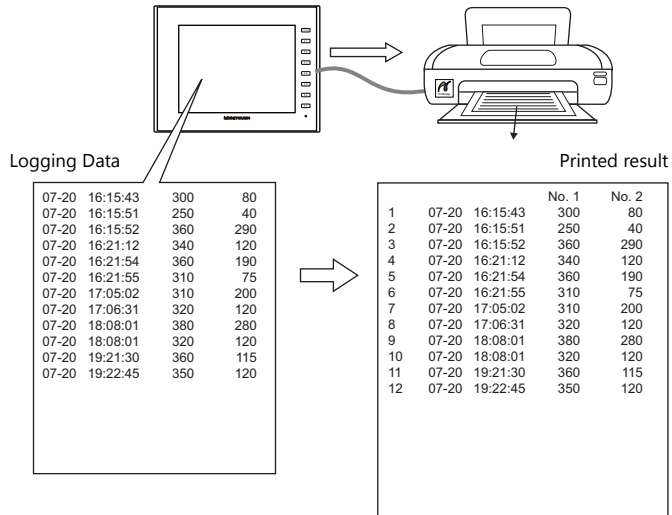 Logging Data
07-20 16:15:43 300 80
07-20 16:15:51 250 40
07-20 16:15:52 360 290
07-20 16:21:12 340 120
07-20 16:21:54 360 190
07-20 16:21:55 310 75
07-20 17:05:02 310 200
07-20 17:06:31 320 120
07-20 18:08:01 380 280
07-20 18:08:01 320 120
07-20 19:21:30 360 115
07-20 19:22:45 350 120
Printed result
No. 1 No. 2
1 07-20 16:15:43 300 80
2 07-20 16:15:51 250 40
3 07-20 16:15:52 360 290
4 07-20 16:21:12 340 120
5 07-20 16:21:54 360 190
6 07-20 16:21:55 310 75
7 07-20 17:05:02 310 200
8 07-20 17:06:31 320 120
9 07-20 18:08:01 380 280
10 07-20 18:08:01 320 120
11 07-20 19:21:30 360 115
12 07-20 19:22:45 350 120